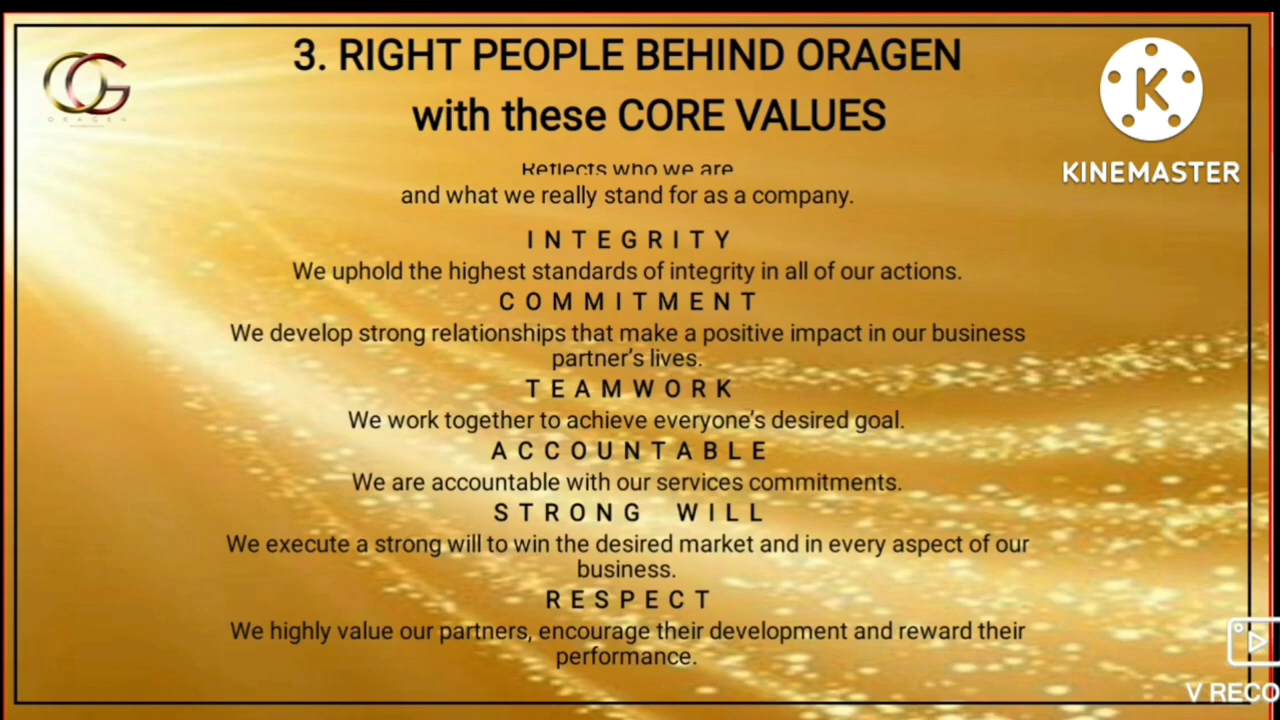 3. RIGHT PEOPLE BEHIND ORAGEN
with these CORE VALUES
Reflects who we are
and what we really stand for as a company.
INTEGRITY
We uphold the highest standards of integrity in all of our actions.
COMMITMENT
We develop strong relationships that make a positive impact in our business
partner's lives.
TEAMWORK
We work together to achieve everyone's desired goal.
ACCOUNTABLE
We are accountable with our services commitments.
STRONG WILL
We execute a strong will to win the desired market and in every aspect of our
business.
RESPECT
We highly value our partners, encourage their development and reward their
performance.
OG
ORAGEN
K
KINEMASTER
V RECO